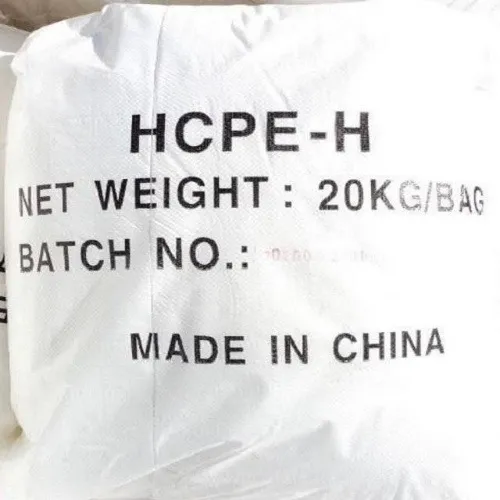 HCPE-H
NET WEIGHT: 20KG/BAG
BATCH NO.:
MADE IN CHINA